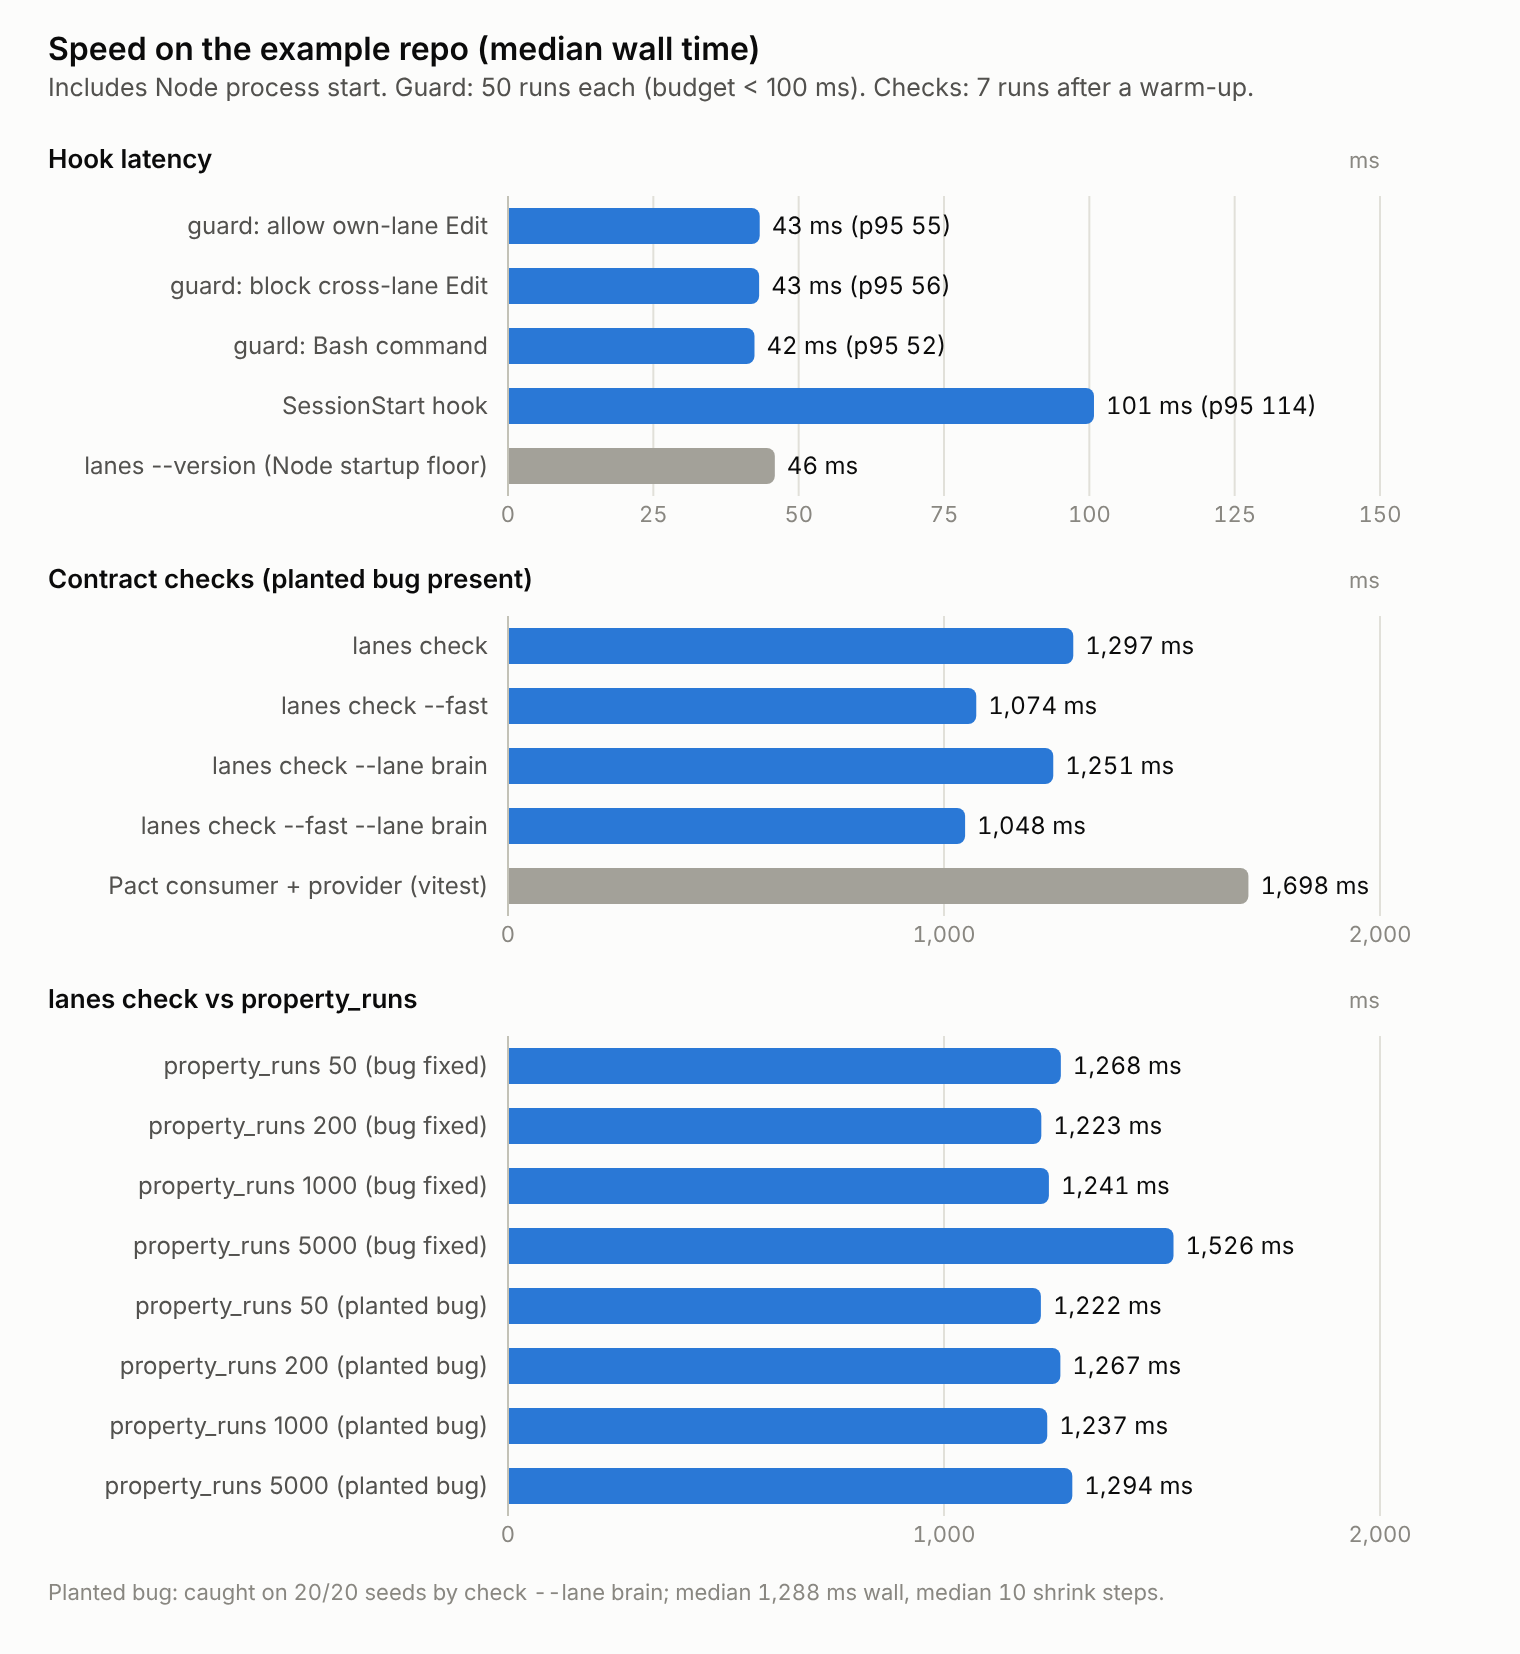 Speed on the example repo (median wall time)
Includes Node process start. Guard: 50 runs each (budget < 100 ms). Checks: 7 runs after a warm-up.
Hook latency
ms
guard: allow own-lane Edit
43 ms (p95 55)
guard: block cross-lane Edit
43 ms (p95 56)
guard: Bash command
42 ms (p95 52)
SessionStart hook
101 ms (p95 114)
lanes --version (Node startup floor)
46 ms
0 25 50 75 100 125 150
Contract checks (planted bug present)
ms
lanes check
1,297 ms
lanes check --fast
1,074 ms
lanes check --lane brain
1,251 ms
lanes check --fast --lane brain
1,048 ms
Pact consumer + provider (vitest)
1,698 ms
0 1,000 2,000
lanes check vs property_runs
ms
property_runs 50 (bug fixed)
1,268 ms
property_runs 200 (bug fixed)
1,223 ms
property_runs 1000 (bug fixed)
1,241 ms
property_runs 5000 (bug fixed)
1,526 ms
property_runs 50 (planted bug)
1,222 ms
property_runs 200 (planted bug)
1,267 ms
property_runs 1000 (planted bug)
1,237 ms
property_runs 5000 (planted bug)
1,294 ms
0 1,000 2,000
Planted bug: caught on 20/20 seeds by check --lane brain; median 1,288 ms wall, median 10 shrink steps.